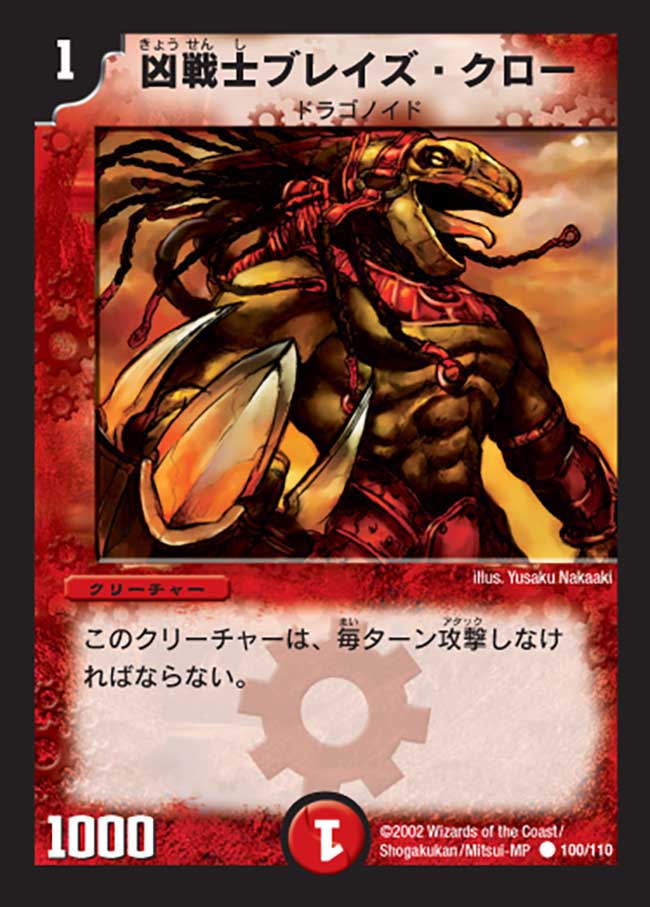 1
きょうせんし
凶戦士ブレイズ・クロー
ドラゴノイド
illus. Yusaku Nakaaki
クリーチャー
まい アタック
このクリーチャーは、毎ターン攻撃しなけ
ればならない。
1000
1
©2002 Wizards of the Coast/
Shogakukan/Mitsui-MP 100/110